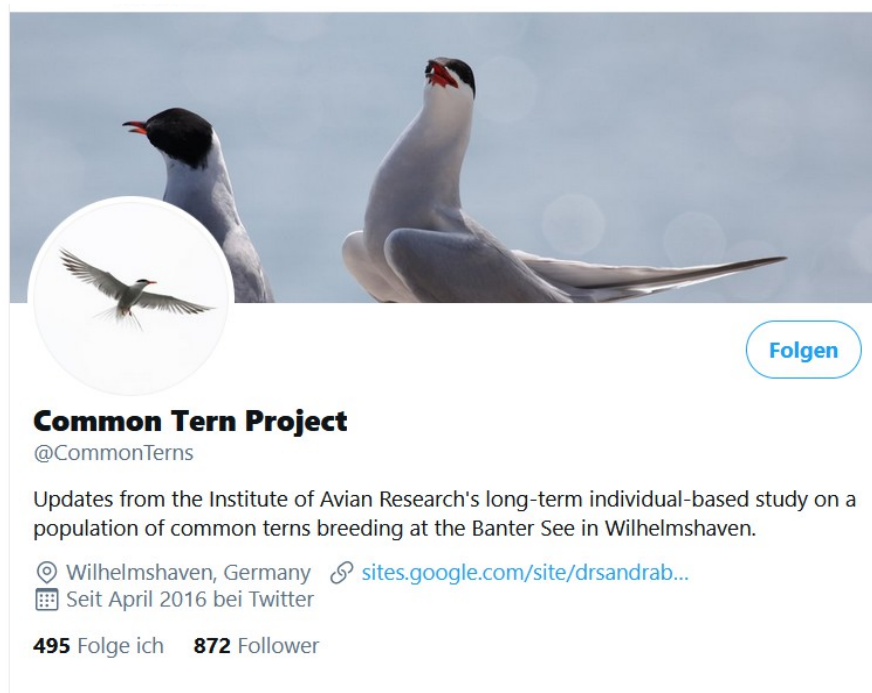 Folgen
Common Tern Project
@CommonTerns
Updates from the Institute of Avian Research's long-term individual-based study on a
population of common terns breeding at the Banter See in Wilhelmshaven.
Wilhelmshaven, Germany sites.google.com/site/drsandrab...
Seit April 2016 bei Twitter
495 Folge ich 872 Follower